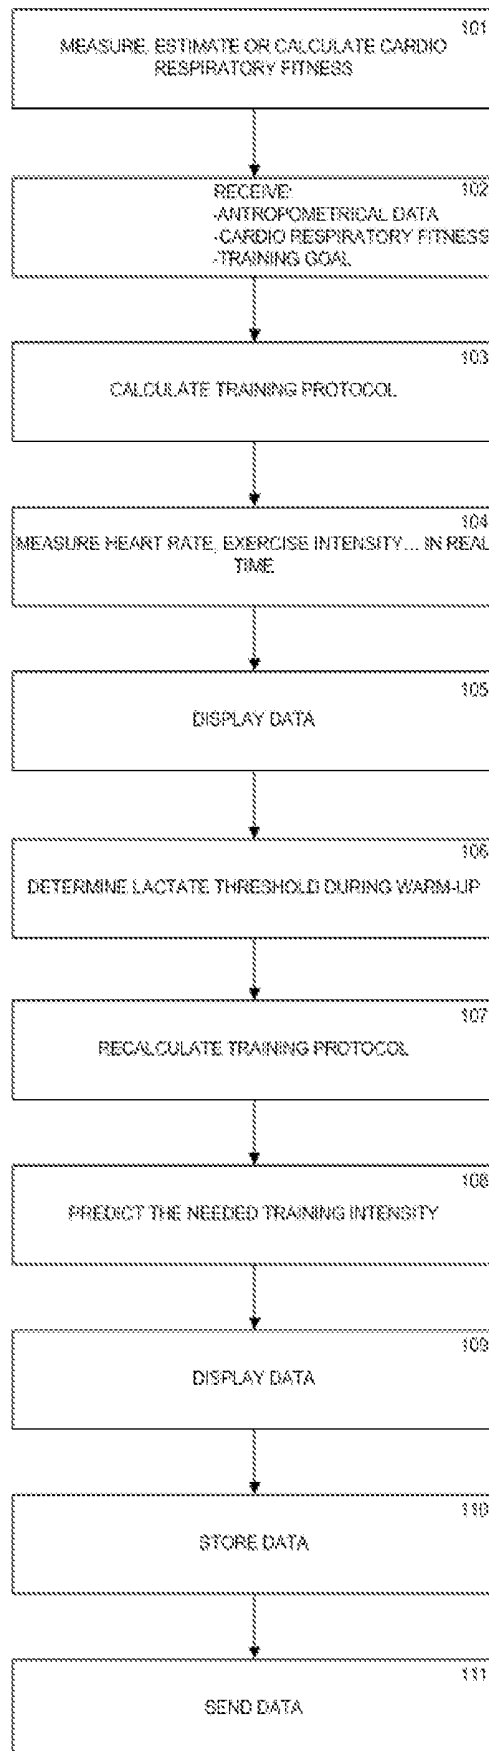 101
MEASURE, ESTIMATE OR CALCULATE CARDIO
RESPIRATORY FITNESS
102
RECEIVE:
-ANTROPOMETRICAL DATA
-CARDIO RESPIRATORY FITNESS
-TRAINING GOAL
103
CALCULATE TRAINING PROTOCOL
104
MEASURE HEART RATE, EXERCISE INTENSITY... IN REAL
TIME
105
DISPLAY DATA
106
DETERMINE LACTATE THRESHOLD DURING WARM-UP
107
RECALCULATE TRAINING PROTOCOL
108
PREDICT THE NEEDED TRAINING INTENSITY
109
DISPLAY DATA
110
STORE DATA
111
SEND DATA